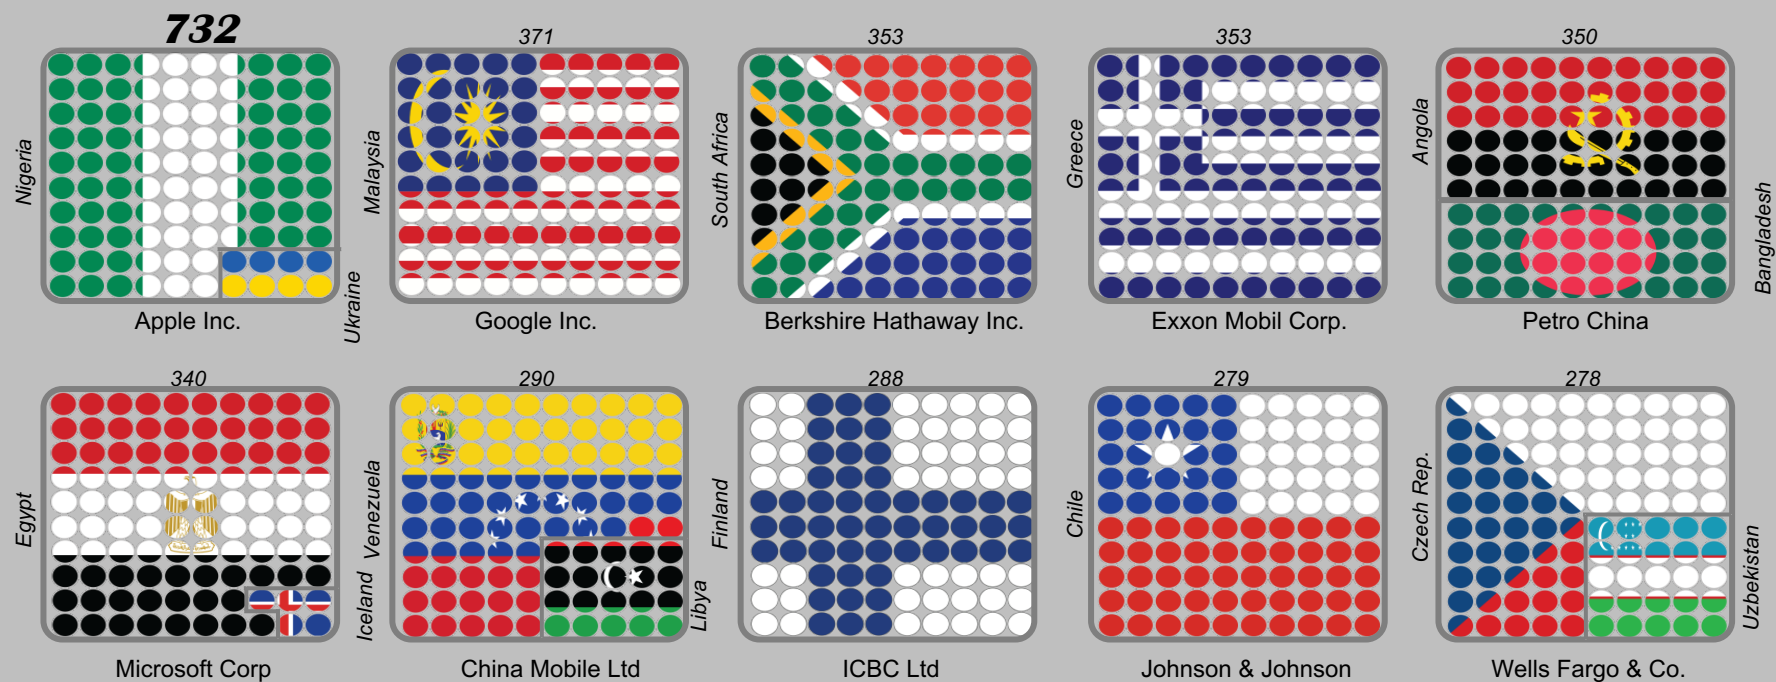 732
371
353
353
350
Nigeria
Malaysia
South Africa
Greece
Angola
Ukraine
Bangladesh
Apple Inc.
Google Inc.
Berkshire Hathaway Inc.
Exxon Mobil Corp.
Petro China
340
290
288
279
278
Egypt
Iceland
Venezuela
Libya
Finland
Chile
Czech Rep.
Uzbekistan
Microsoft Corp
China Mobile Ltd
ICBC Ltd
Johnson & Johnson
Wells Fargo & Co.